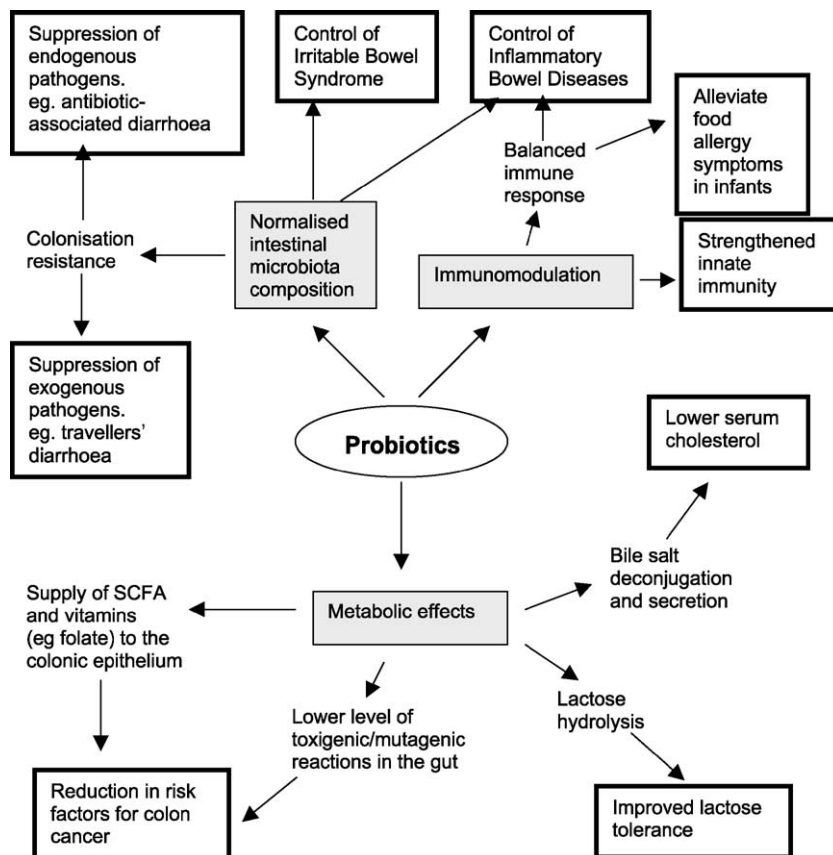 Suppression of
endogenous
pathogens.
eg. antibiotic-
associated diarrhoea
Control of
Irritable Bowel
Syndrome
Control of
Inflammatory
Bowel Diseases
Alleviate
food
allergy
symptoms
in infants
Balanced
immune
response
Colonisation
resistance
Normalised
intestinal
microbiota
composition
Immunomodulation
Strengthened
innate
immunity
Suppression of
exogenous
pathogens.
eg. travellers'
diarrhoea
Probiotics
Lower serum
cholesterol
Bile salt
deconjugation
and secretion
Metabolic effects
Supply of SCFA
and vitamins
(eg folate) to the
colonic epithelium
Lower level of
toxigenic/mutagenic
reactions in the gut
Lactose
hydrolysis
Reduction in risk
factors for colon
cancer
Improved lactose
tolerance